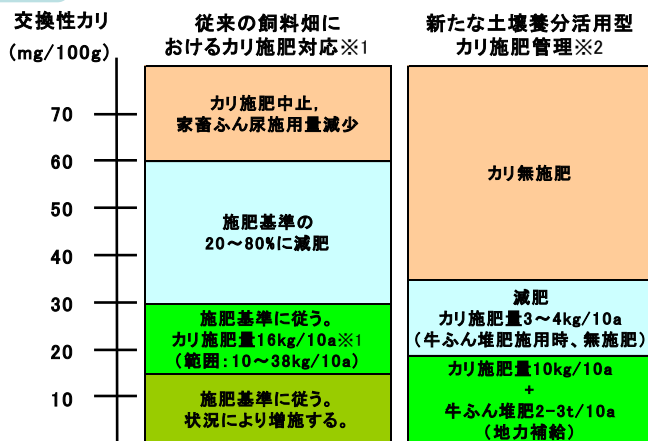 交換性カリ
(mg/100g)
従来の飼料畑に
おけるカリ施肥対応※1
新たな土壌養分活用型
カリ施肥管理※2
70
60
50
40
30
20
10
カリ施肥中止，
家畜ふん尿施用量減少
施肥基準の
20～80%に減肥
施肥基準に従う。
カリ施肥量16kg/10a※1
(範囲：10～38kg/10a)
施肥基準に従う。
状況により増施する。
カリ無施肥
減肥
カリ施肥量3～4kg/10a
(牛ふん堆肥施用時、無施肥)
カリ施肥量10kg/10a
+
牛ふん堆肥2-3t/10a
(地力補給)